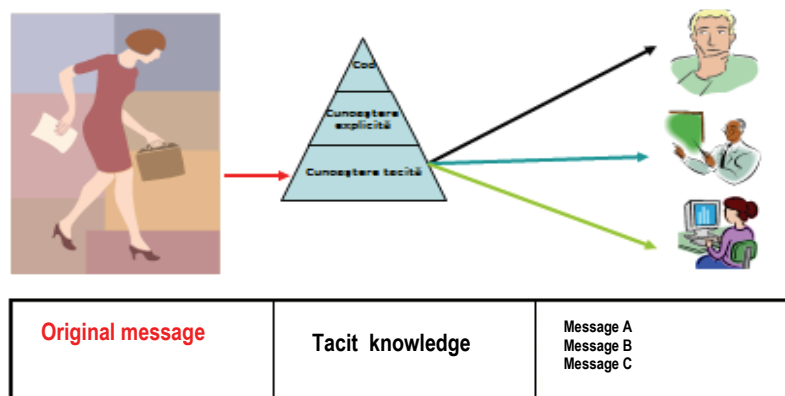 Cod
Cunoaştere
explicită
Cunoaştere tacită
Original message
Tacit knowledge
Message A
Message B
Message C